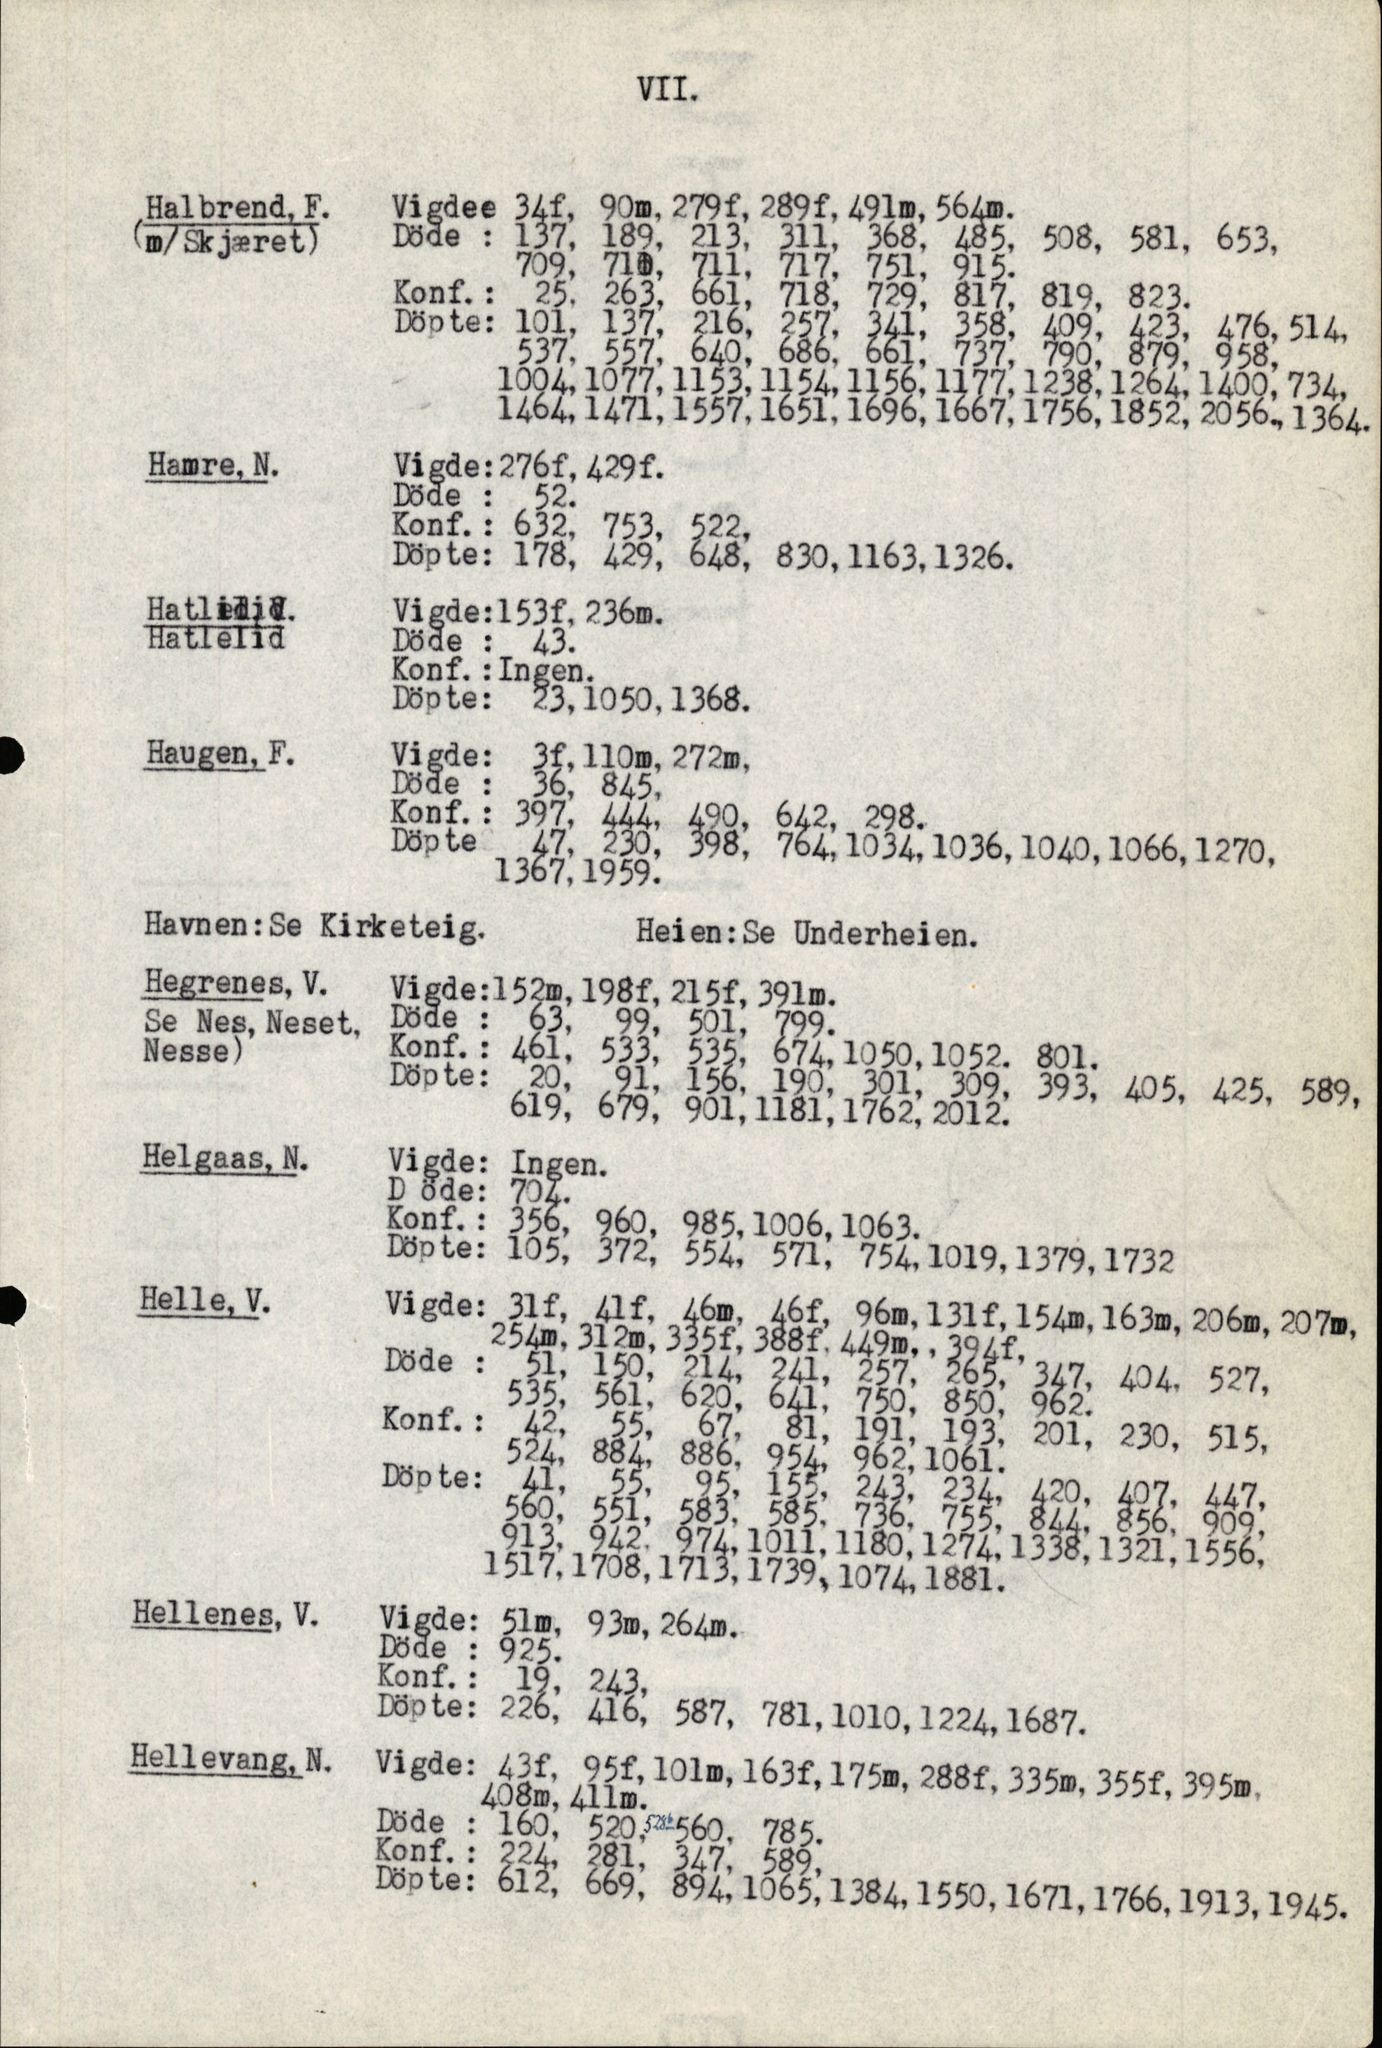 VII.
Halbrend, F. Vigdee 34f, 90m, 279f, 289f, 491m, 564m.
(m/Skjæret) Döde : 137, 189, 213, 311, 368, 485, 508, 581, 653,
709, 710, 711, 717, 751, 915.
Konf.: 25, 263, 661, 718, 729, 817, 819, 823.
Döpte: 101, 137, 216, 257, 341, 358, 409, 423, 476, 514,
537, 557, 640, 686, 661, 737, 790, 879, 958,
1004, 1077, 1153, 1154, 1156, 1177, 1238, 1264, 1400, 734,
1464, 1471, 1557, 1651, 1696, 1667, 1756, 1852, 2056., 1364.
Hamre, N. Vigde:276f, 429f.
Döde : 52.
Konf.: 632, 753, 522,
Döpte: 178, 429, 648, 830, 1163, 1326.
Vigde:153f, 236m.
Hatlelid Döde : 43.
Konf.:Ingen.
Döpte: 23, 1050, 1368.
Haugen, F. Vigde: 3f, 110m, 272m,
Döde : 36, 845,
Konf.: 397, 444, 490, 642, 298.
Döpte 47, 230, 398, 764, 1034, 1036, 1040, 1066, 1270,
1367, 1959.
Havnen:Se Kirketeig. Heien:Se Underheien.
Hegrenes, V. Vigde:152m, 198f, 215f, 391m.
Se Nes, Neset, Döde : 63, 99, 501, 799.
Nesse) Konf.: 461, 533, 535, 674, 1050, 1052. 801.
Döpte: 20, 91, 156, 190, 301, 309, 393, 405, 425, 589,
619, 679, 901, 1181, 1762, 2012.
Helgaas, N. Vigde: Ingen.
D öde: 704.
Konf.: 356, 960, 985, 1006, 1063.
Döpte: 105, 372, 554, 571, 754, 1019, 1379, 1732
Helle, V. Vigde: 31f, 41f, 46m, 46f, 96m, 131f, 154m, 163m, 206m, 207m,
254m, 312m, 335f, 388f, 449m,, 394f,
Döde : 51, 150, 214, 241, 257, 265, 347, 404, 527,
535, 561, 620, 641, 750, 850, 962.
Konf.: 42, 55, 67, 81, 191, 193, 201, 230, 515,
524, 884, 886, 954, 962, 1061.
Döpte: 41, 55, 95, 155, 243, 234, 420, 407, 447,
560, 551, 583, 585, 736, 755, 844, 856, 909,
913, 942, 974, 1011, 1180, 1274, 1338, 1321, 1556,
1517, 1708, 1713, 1739, 1074, 1881.
Hellenes, V. Vigde: 51m, 93m, 264m.
Döde : 925.
Konf.: 19, 243,
Döpte: 226, 416, 587, 781, 1010, 1224, 1687.
Hellevang, N. Vigde: 43f, 95f, 101m, 163f, 175m, 288f, 335m, 355f, 395m,
408m, 411m.
Döde : 160, 520, 528b 560, 785.
Konf.: 224, 281, 347, 589,
Döpte: 612, 669, 894, 1065, 1384, 1550, 1671, 1766, 1913, 1945.